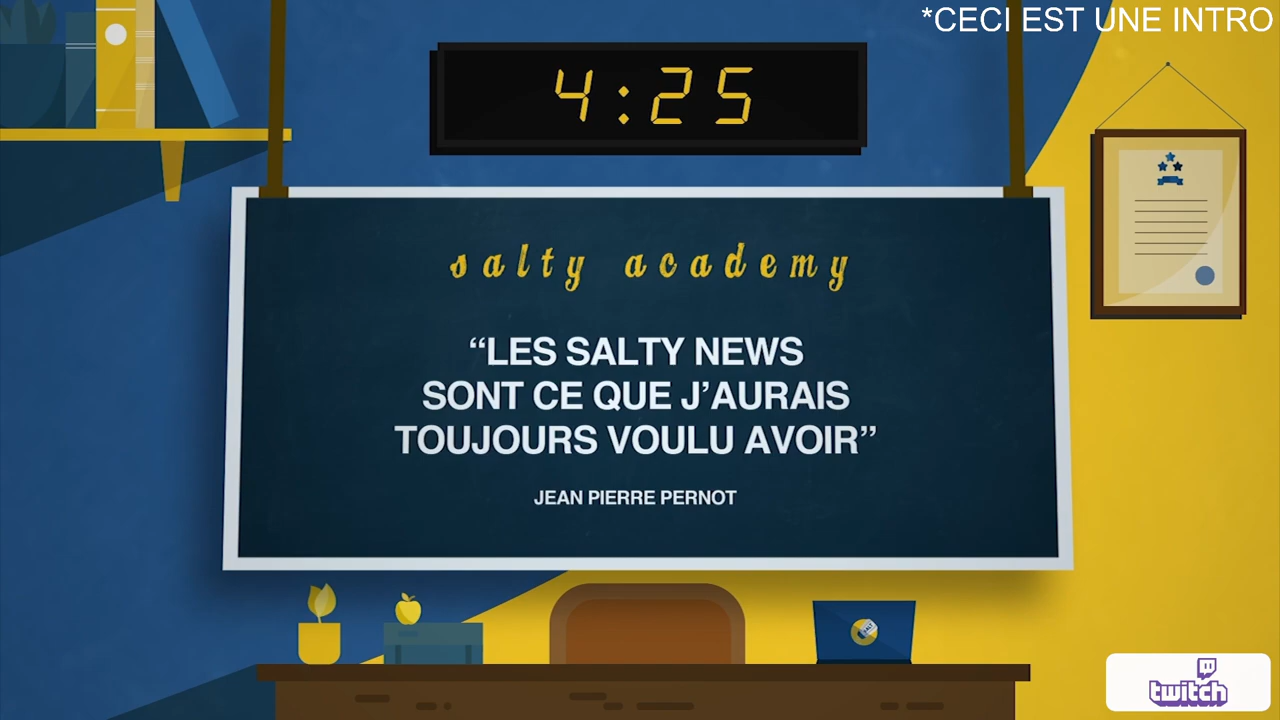 *CECI EST UNE INTRO
4:25
salty academy
“LES SALTY NEWS
SONT CE QUE J’AURAIS
TOUJOURS VOULU AVOIR”
JEAN PIERRE PERNOT
twitch